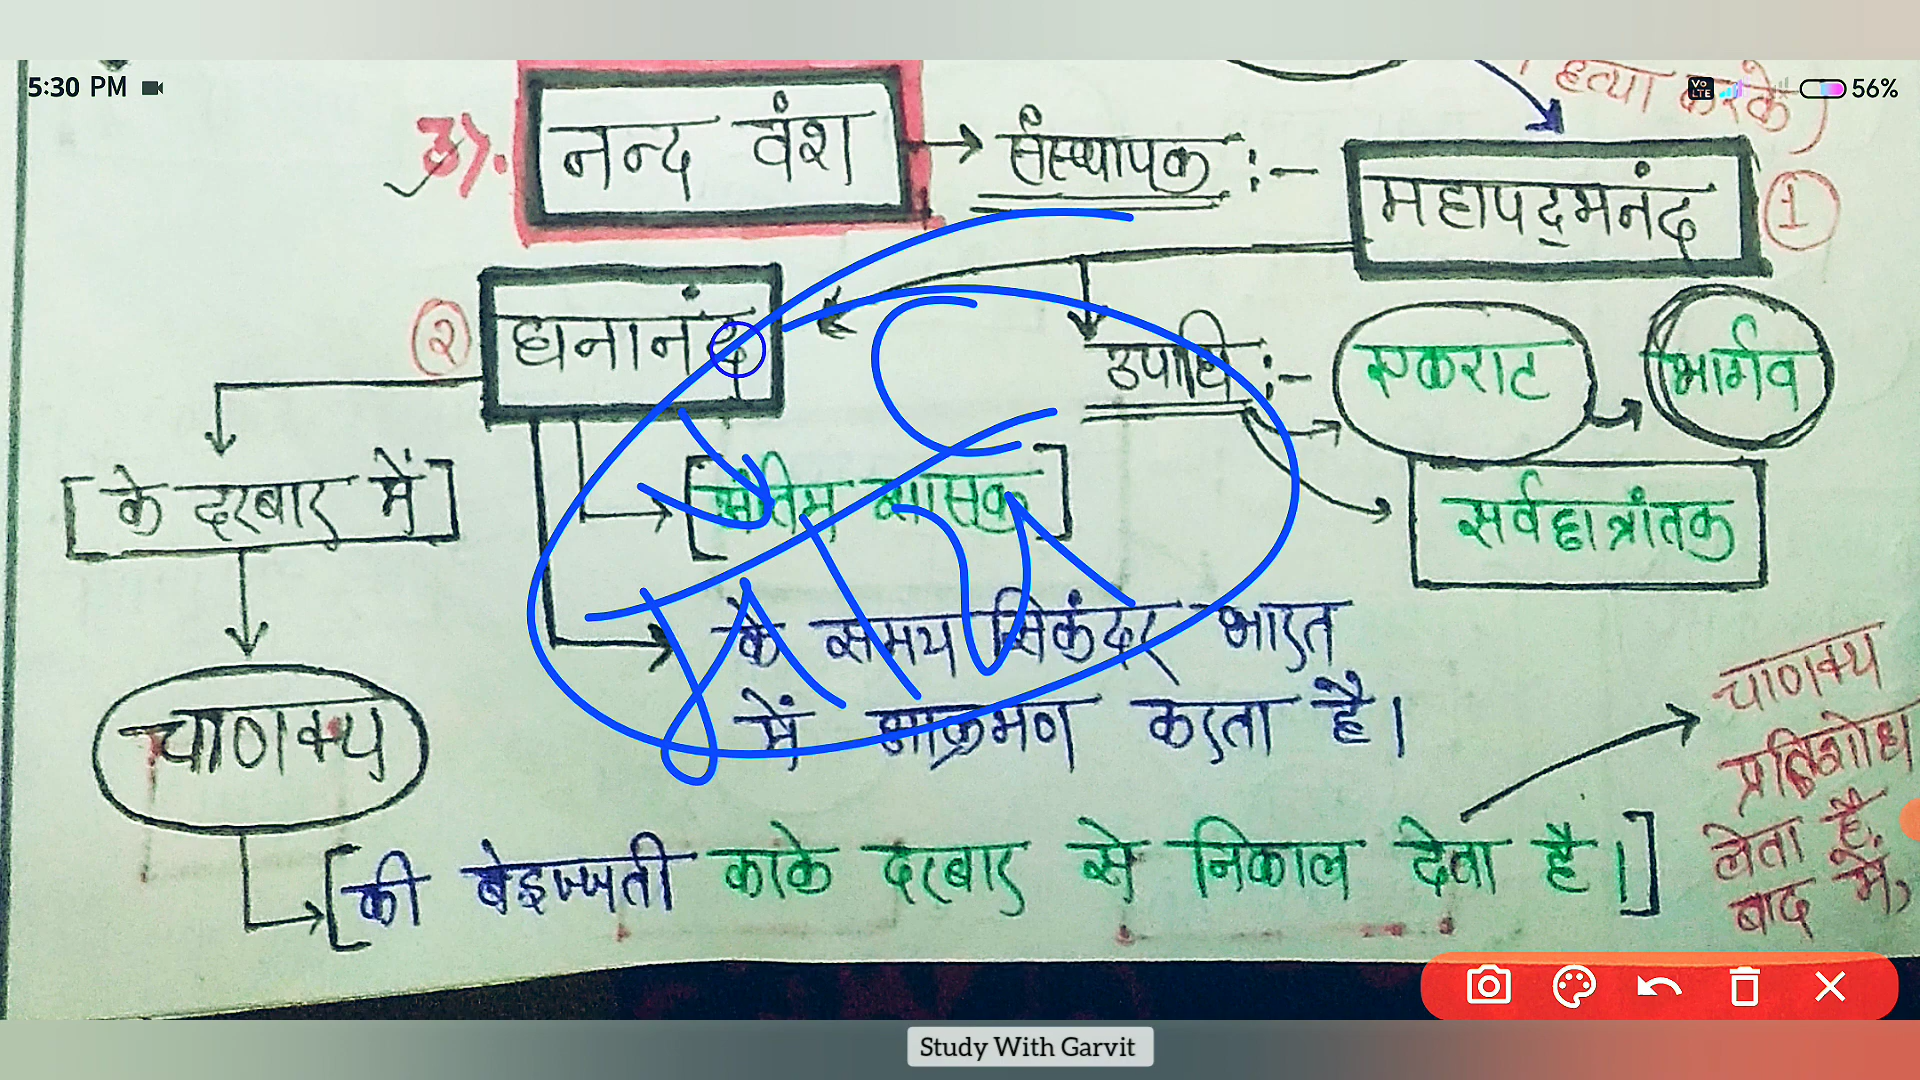 5:30 PM
56%
हत्या करके)
3). नन्द वंश → संस्थापक :- महापद्मनंद ①
② धनानंद
उपाधि :- एकराट → भार्गव
[के दरबार में]
[अंतिम शासक]
सर्वक्षत्रांतक
के समय सिकंदर भारत
में आक्रमण करता है।
चाणक्य
चाणक्य
प्रतिशोध
लेता है,
बाद में,
[की बेइज्जती करके दरबार से निकाल देता है।]
Study With Garvit